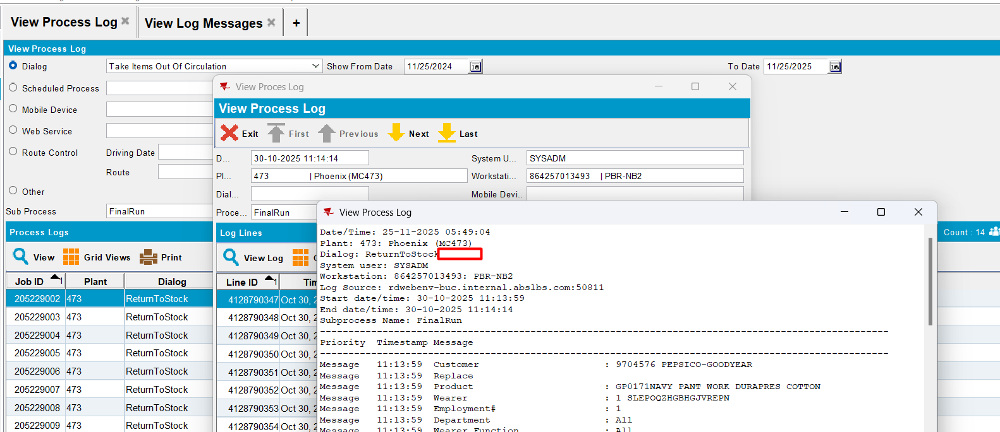 View Process Log
View Log Messages
+
View Process Log
Dialog
Take Items Out Of Circulation
Show From Date
11/25/2024
To Date
11/25/2025
Scheduled Process
Mobile Device
Web Service
Route Control
Driving Date
Route
Other
Sub Process
FinalRun
Process Logs
View
Grid Views
Print
Job ID 1 Plant Dialog
205229002 473 ReturnToStock
205229003 473 ReturnToStock
205229004 473 ReturnToStock
205229005 473 ReturnToStock
205229006 473 ReturnToStock
205229007 473 ReturnToStock
205229008 473 ReturnToStock
205229009 473 ReturnToStock
Count : 14
View Proces Log
View Process Log
Exit First Previous Next Last
D... 30-10-2025 11:14:14 System U... SYSADM
Pl... 473 | Phoenix (MC473) Workstati... 864257013493 | PBR-NB2
Dial... Mobile Devi..
Proce... FinalRun
Log Lines
View Log
Line ID 1 Tim
4128790347 Oct 30, 2
4128790348 Oct 30, 2
4128790349 Oct 30, 2
4128790350 Oct 30, 2
4128790351 Oct 30, 2
4128790352 Oct 30, 2
4128790353 Oct 30, 2
4128790354 Oct 30, 2
View Process Log
Date/Time: 25-11-2025 05:49:04
Plant: 473: Phoenix (MC473)
Dialog: ReturnToStock
System user: SYSADM
Workstation: 864257013493: PBR-NB2
Log Source: rdwebenv-buc.internal.abslbs.com:50811
Start date/time: 30-10-2025 11:13:59
End date/time: 30-10-2025 11:14:14
Subprocess Name: FinalRun
----------------------------------------------------------------------------------------------------
Priority Timestamp Message
----------------------------------------------------------------------------------------------------
Message 11:13:59 Customer : 9704576 PEPSICO-GOODYEAR
Message 11:13:59 Replace
Message 11:13:59 Product : GP0171NAVY PANT WORK DURAPRES COTTON
Message 11:13:59 Wearer : 1 SLEPOQZHGBHGJVREPN
Message 11:13:59 Employment# : 1
Message 11:13:59 Department : All
Message 11:13:59 Wearer Function : All